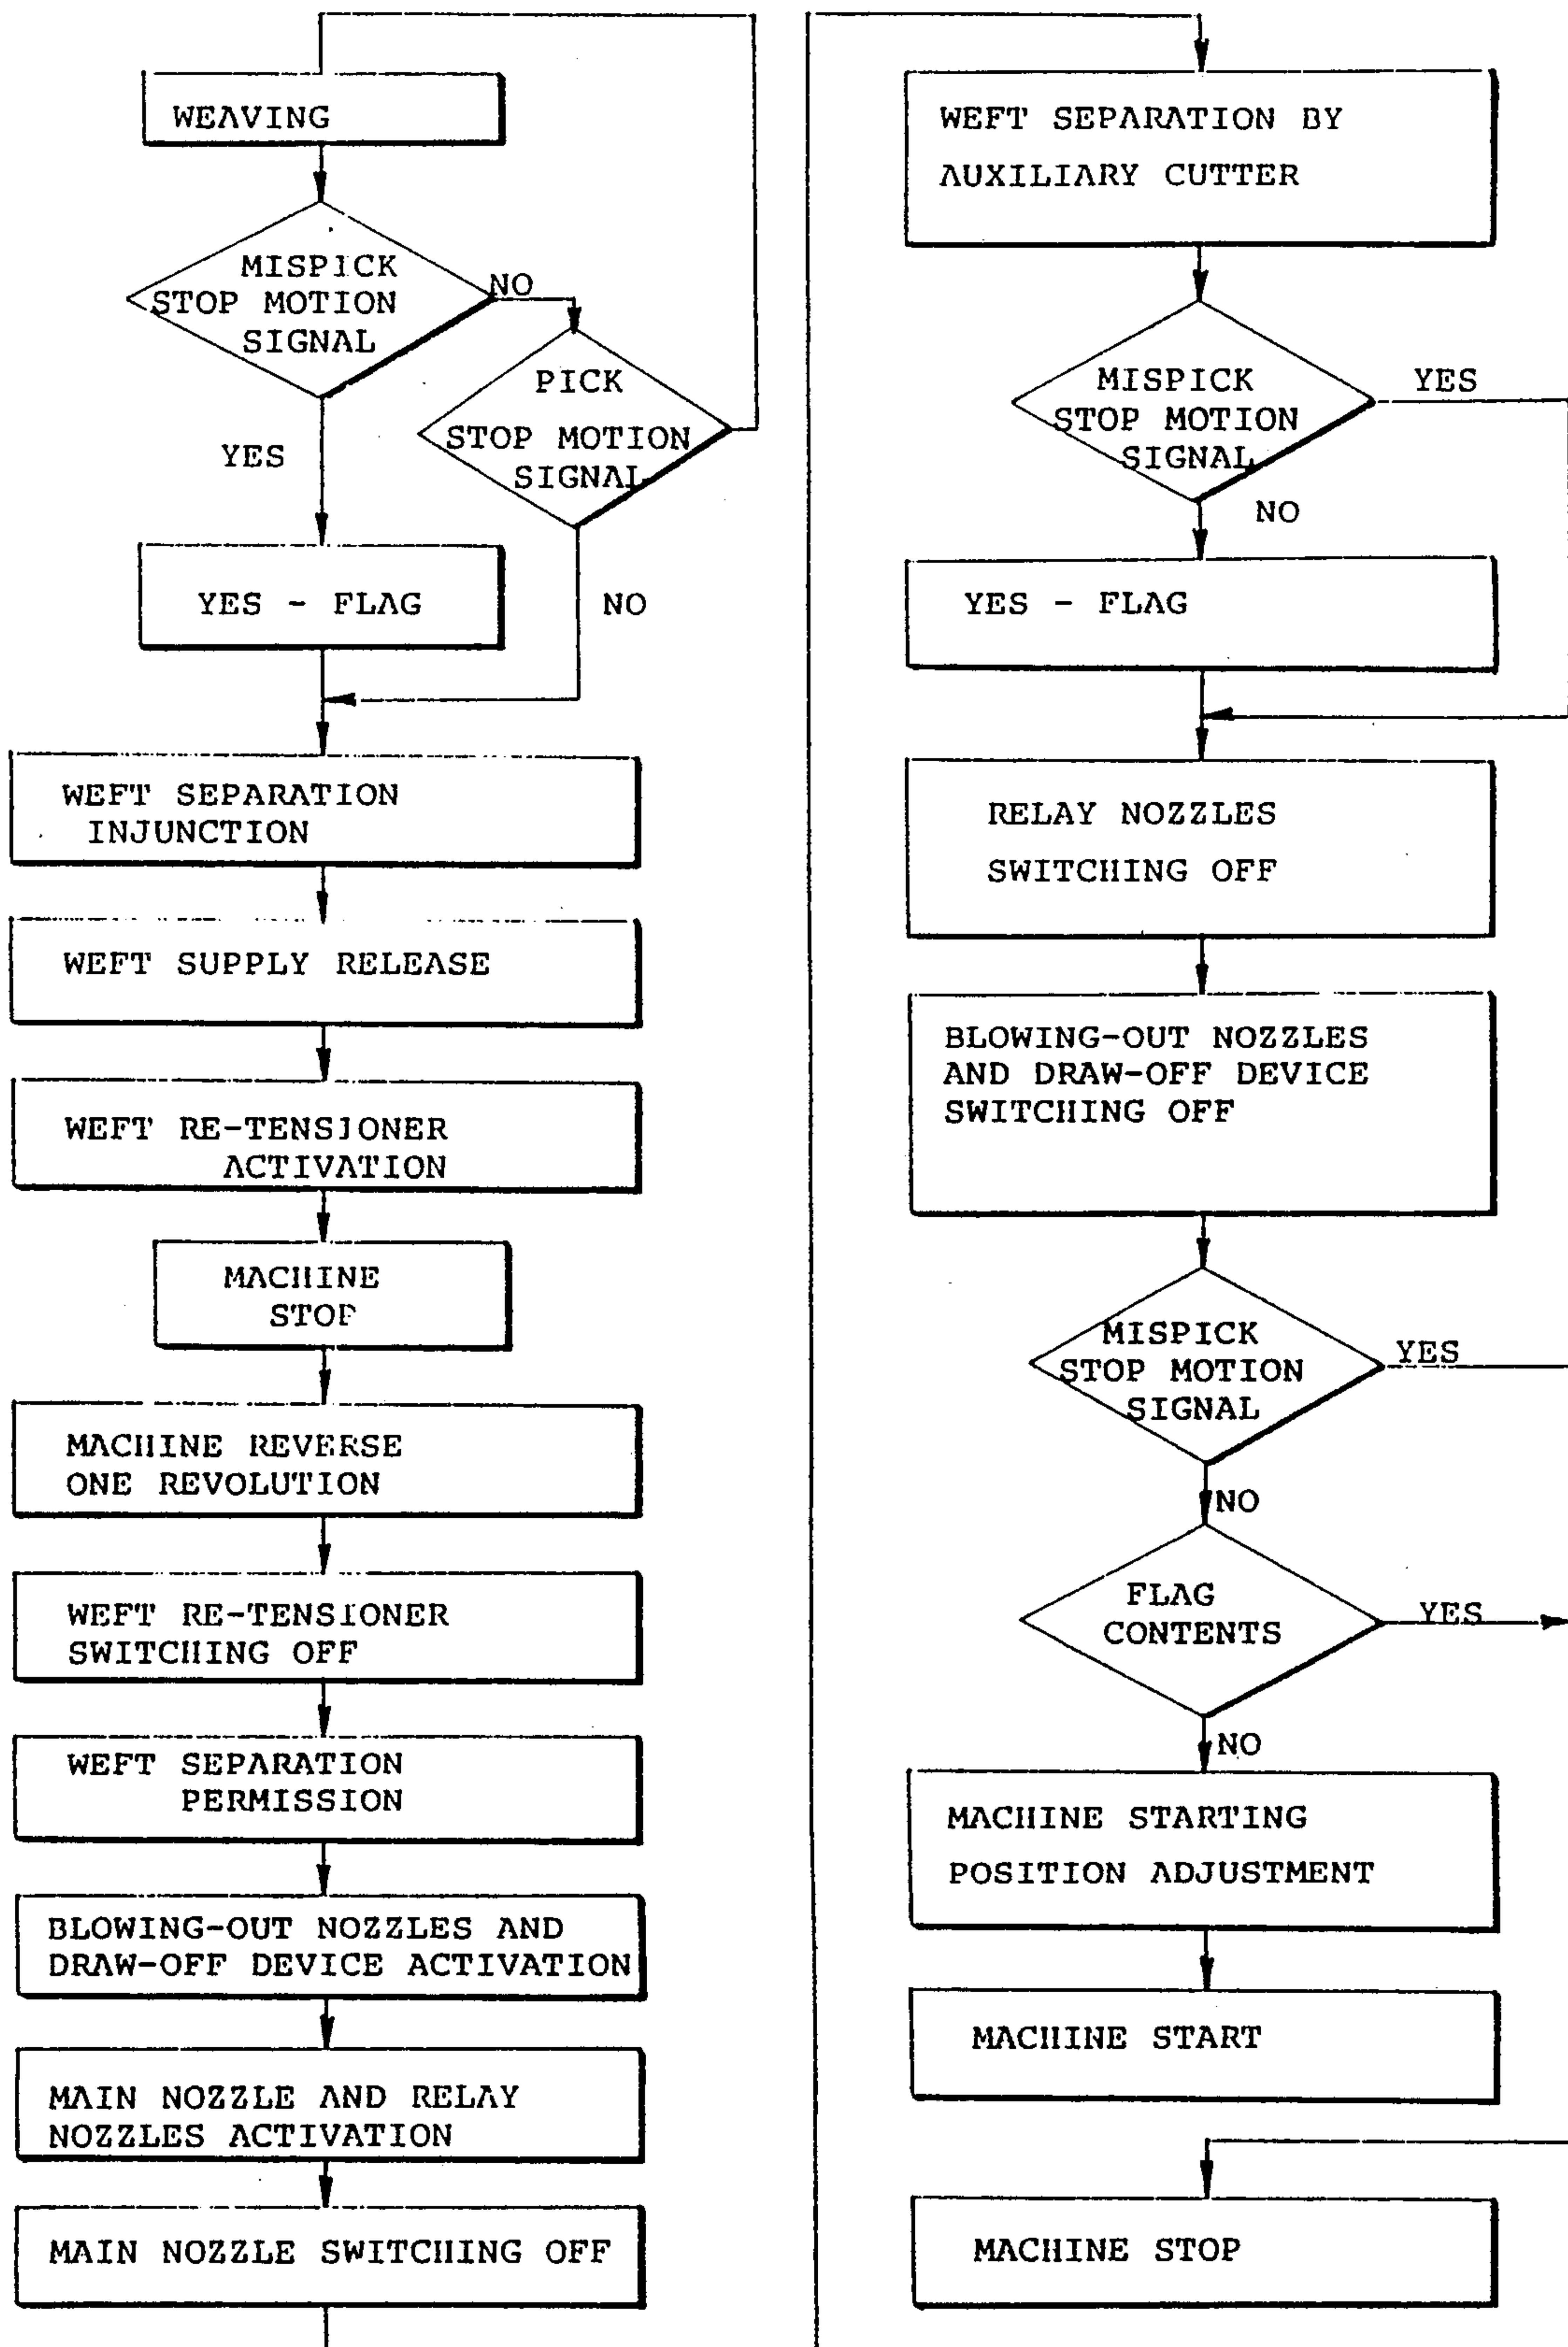 WEAVING
MISPICK
STOP MOTION
SIGNAL
NO
PICK
STOP MOTION
SIGNAL
YES
YES - FLAG
NO
WEFT SEPARATION
INJUNCTION
WEFT SUPPLY RELEASE
WEFT RE-TENSIONER
ACTIVATION
MACHINE
STOP
MACHINE REVERSE
ONE REVOLUTION
WEFT RE-TENSIONER
SWITCHING OFF
WEFT SEPARATION
PERMISSION
BLOWING-OUT NOZZLES AND
DRAW-OFF DEVICE ACTIVATION
MAIN NOZZLE AND RELAY
NOZZLES ACTIVATION
MAIN NOZZLE SWITCHING OFF
WEFT SEPARATION BY
AUXILIARY CUTTER
MISPICK
STOP MOTION
SIGNAL
YES
NO
YES - FLAG
RELAY NOZZLES
SWITCHING OFF
BLOWING-OUT NOZZLES
AND DRAW-OFF DEVICE
SWITCHING OFF
MISPICK
STOP MOTION
SIGNAL
YES
NO
FLAG
CONTENTS
YES
NO
MACHINE STARTING
POSITION ADJUSTMENT
MACHINE START
MACHINE STOP